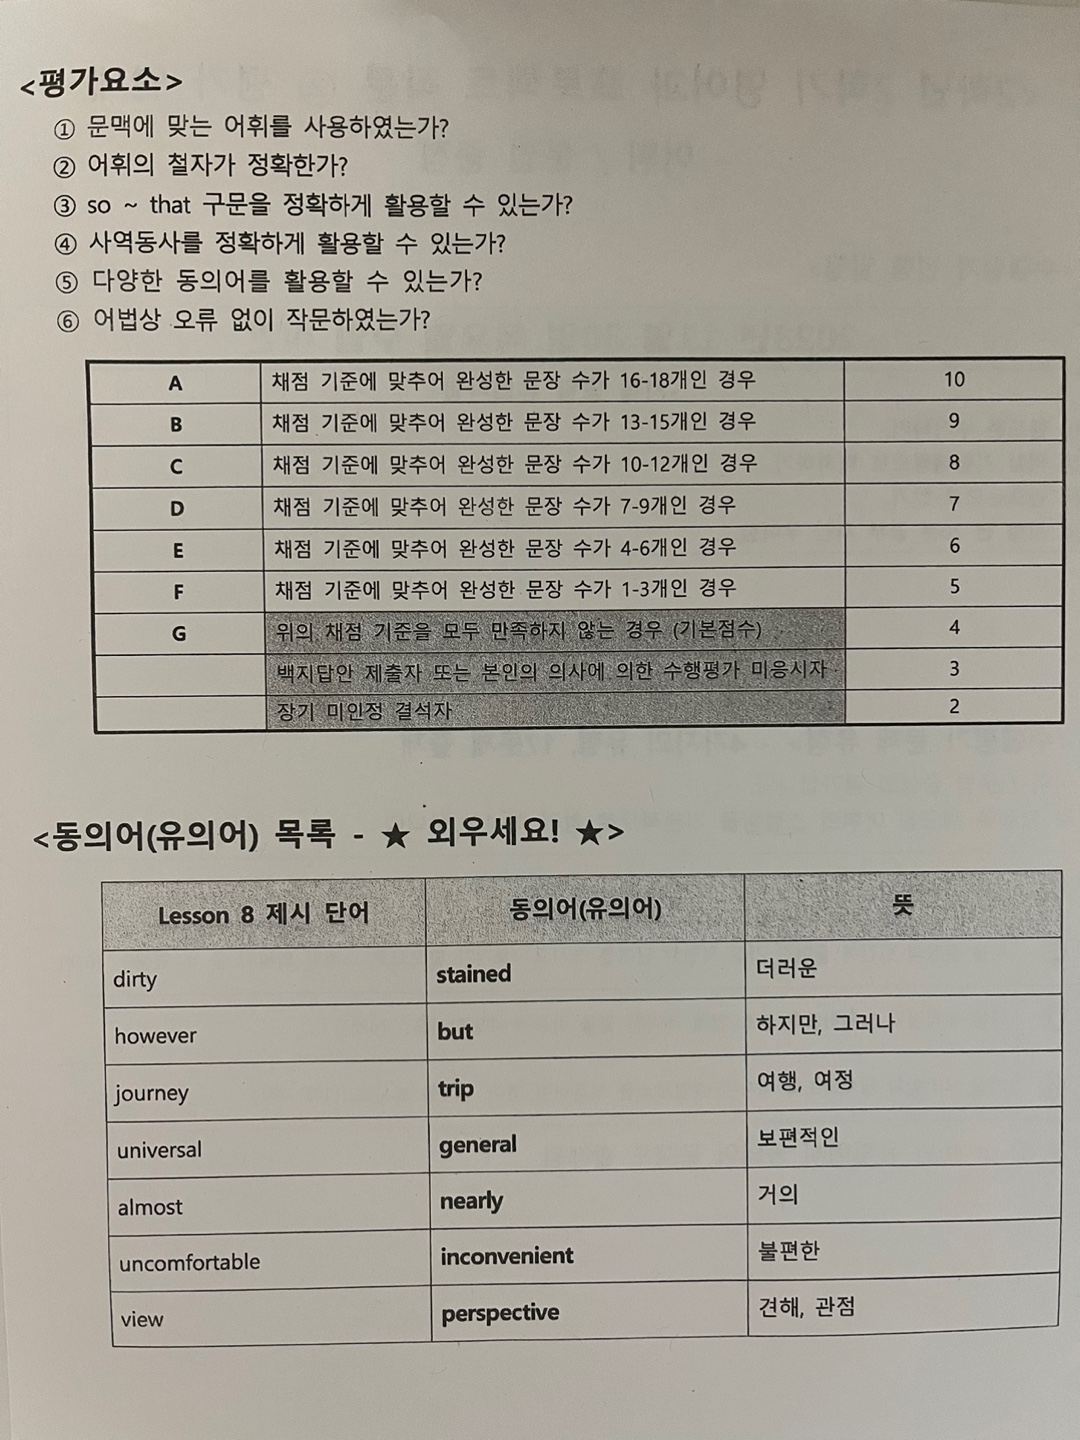 <평가요소>
① 문맥에 맞는 어휘를 사용하였는가?
② 어휘의 철자가 정확한가?
③ so ~ that 구문을 정확하게 활용할 수 있는가?
④ 사역동사를 정확하게 활용할 수 있는가?
⑤ 다양한 동의어를 활용할 수 있는가?
⑥ 어법상 오류 없이 작문하였는가?
A 채점 기준에 맞추어 완성한 문장 수가 16-18개인 경우 10
B 채점 기준에 맞추어 완성한 문장 수가 13-15개인 경우 9
C 채점 기준에 맞추어 완성한 문장 수가 10-12개인 경우 8
D 채점 기준에 맞추어 완성한 문장 수가 7-9개인 경우 7
E 채점 기준에 맞추어 완성한 문장 수가 4-6개인 경우 6
F 채점 기준에 맞추어 완성한 문장 수가 1-3개인 경우 5
G 위의 채점 기준을 모두 만족하지 않는 경우 (기본점수) 4
백지답안 제출자 또는 본인의 의사에 의한 수행평가 미응시자 3
장기 미인정 결석자 2
<동의어(유의어) 목록 - ★ 외우세요! ★>
Lesson 8 제시 단어 동의어(유의어) 뜻
dirty stained 더러운
however but 하지만, 그러나
journey trip 여행, 여정
universal general 보편적인
almost nearly 거의
uncomfortable inconvenient 불편한
view perspective 견해, 관점